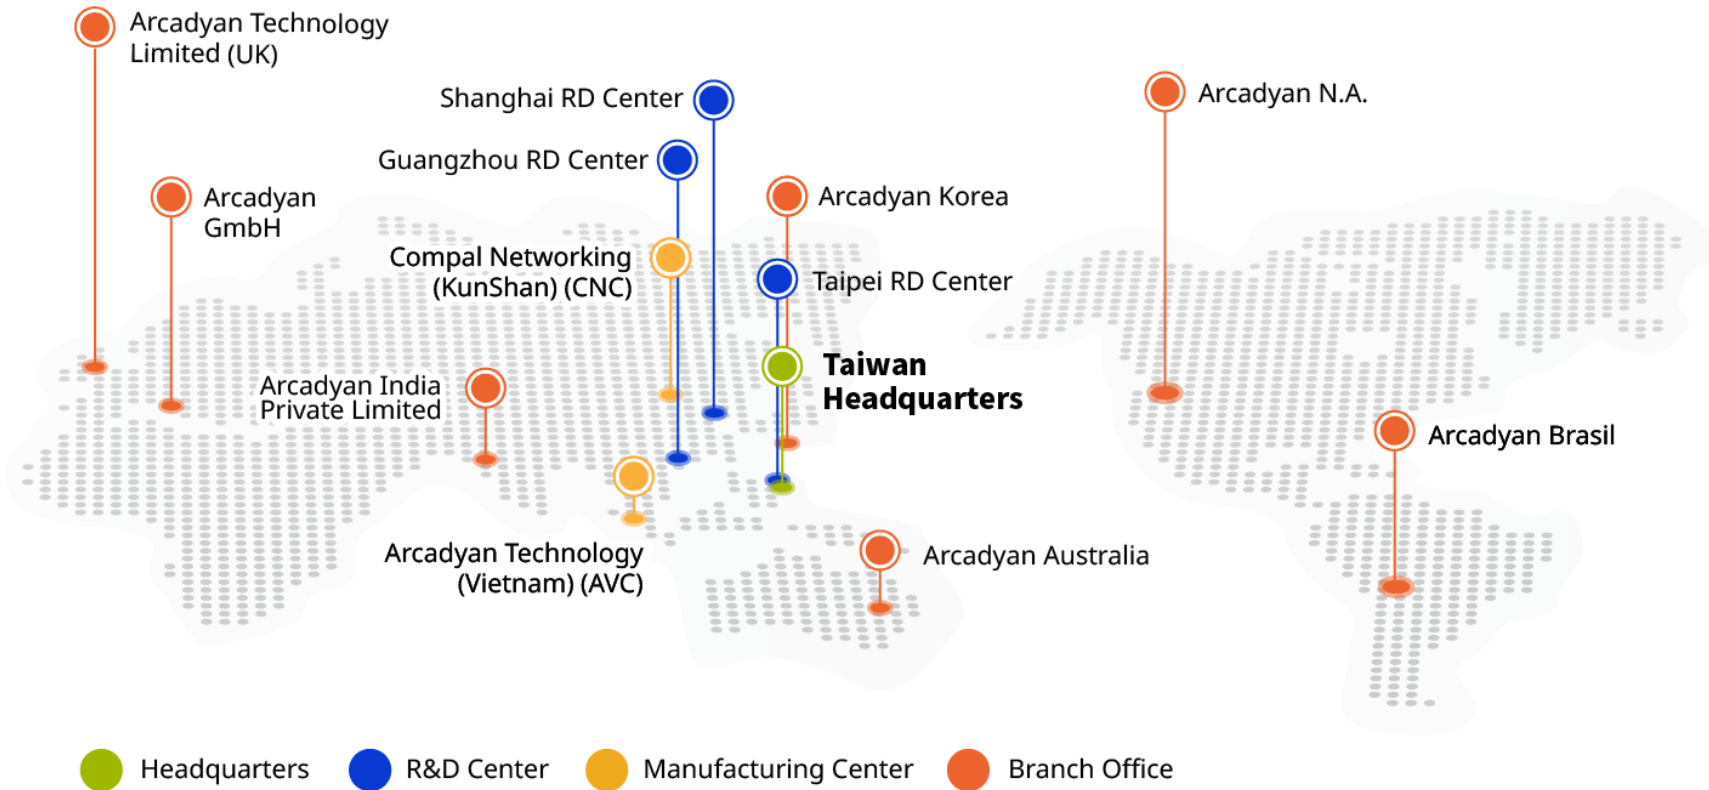 Arcadyan Technology
Limited (UK)
Shanghai RD Center
Arcadyan N.A.
Guangzhou RD Center
Arcadyan
GmbH
Arcadyan Korea
Compal Networking
(KunShan) (CNC)
Taipei RD Center
Taiwan
Headquarters
Arcadyan India
Private Limited
Arcadyan Brasil
Arcadyan Technology
(Vietnam) (AVC)
Arcadyan Australia
Headquarters
R&D Center
Manufacturing Center
Branch Office